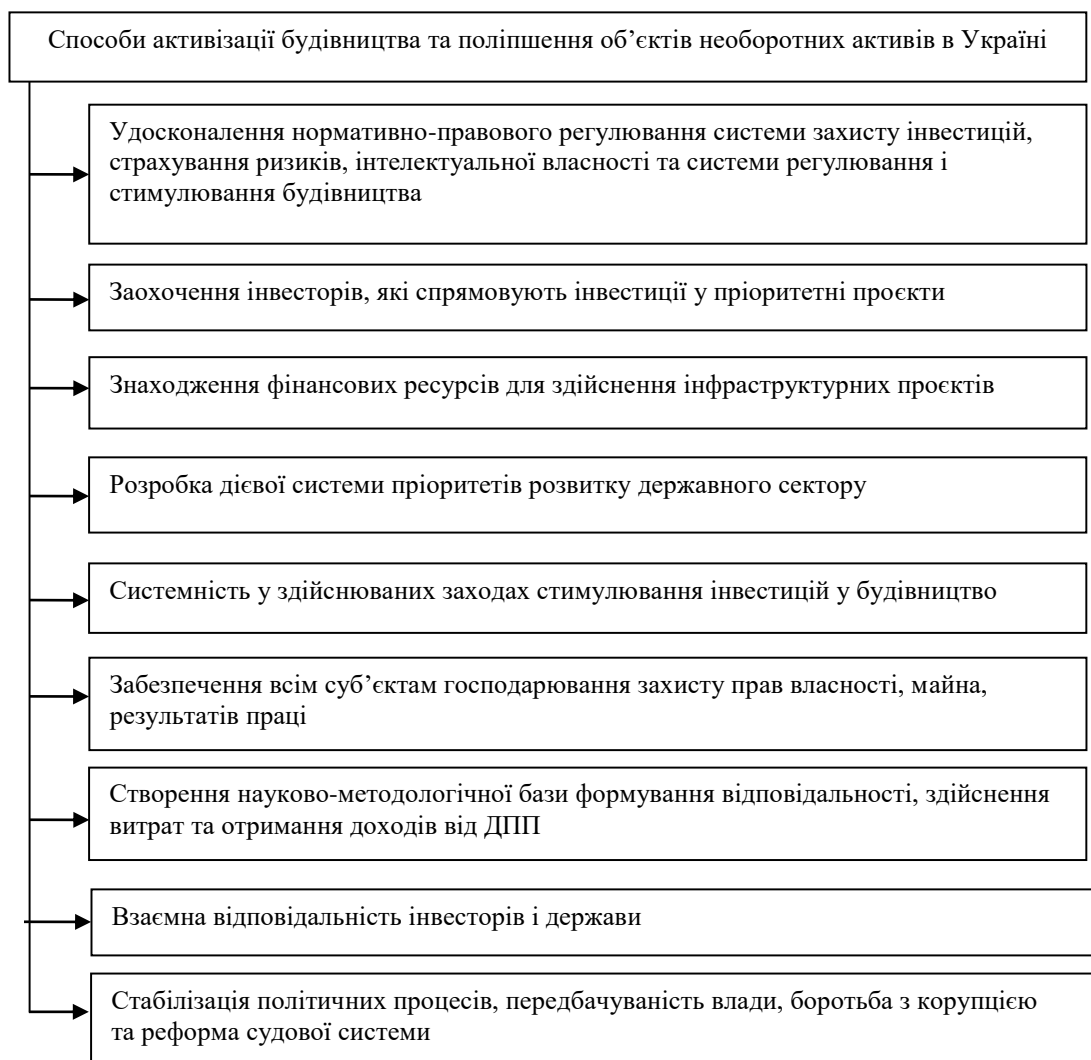 Способи активізації будівництва та поліпшення об’єктів необоротних активів в Україні
Удосконалення нормативно-правового регулювання системи захисту інвестицій,
страхування ризиків, інтелектуальної власності та системи регулювання і
стимулювання будівництва
Заохочення інвесторів, які спрямовують інвестиції у пріоритетні проєкти
Знаходження фінансових ресурсів для здійснення інфраструктурних проєктів
Розробка дієвої системи пріоритетів розвитку державного сектору
Системність у здійснюваних заходах стимулювання інвестицій у будівництво
Забезпечення всім суб’єктам господарювання захисту прав власності, майна,
результатів праці
Створення науково-методологічної бази формування відповідальності, здійснення
витрат та отримання доходів від ДПП
Взаємна відповідальність інвесторів і держави
Стабілізація політичних процесів, передбачуваність влади, боротьба з корупцією
та реформа судової системи